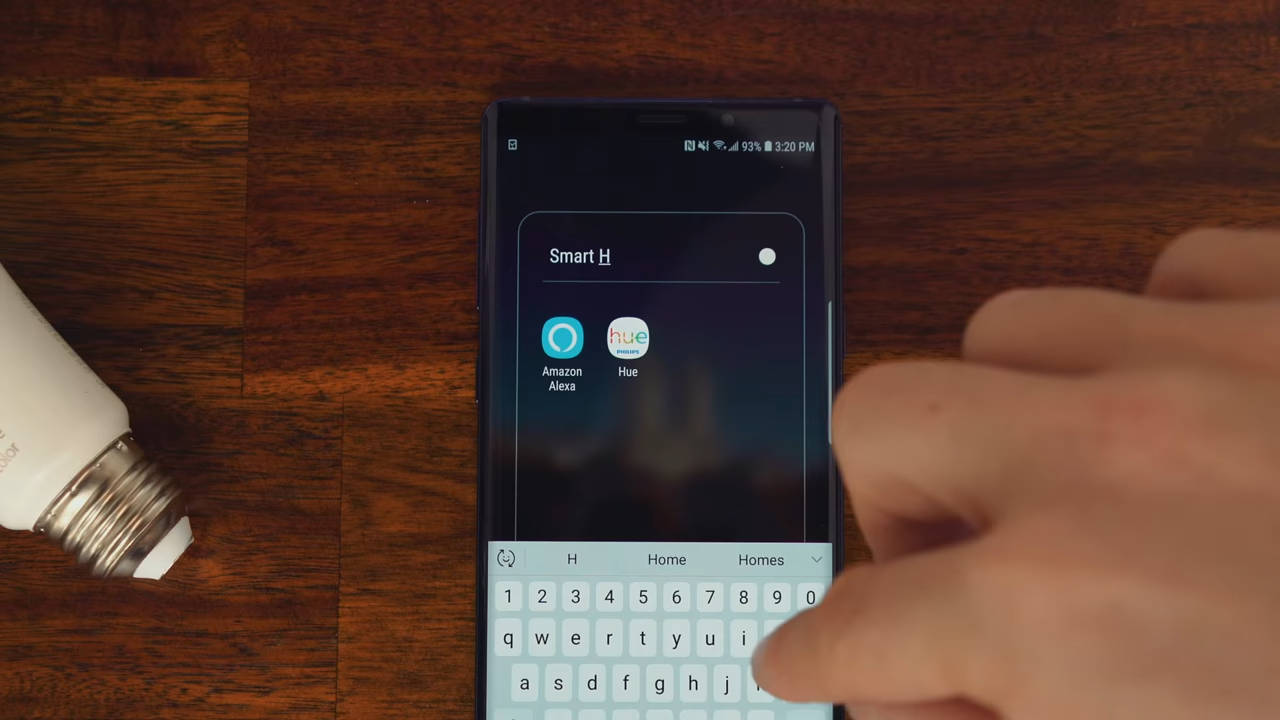 93% 3:20 PM
Smart H
hue
PHILIPS
Amazon Hue
Alexa
H Home Homes
1 2 3 4 5 6 7 8 9 0
q w e r t y u i
a s d f g h j